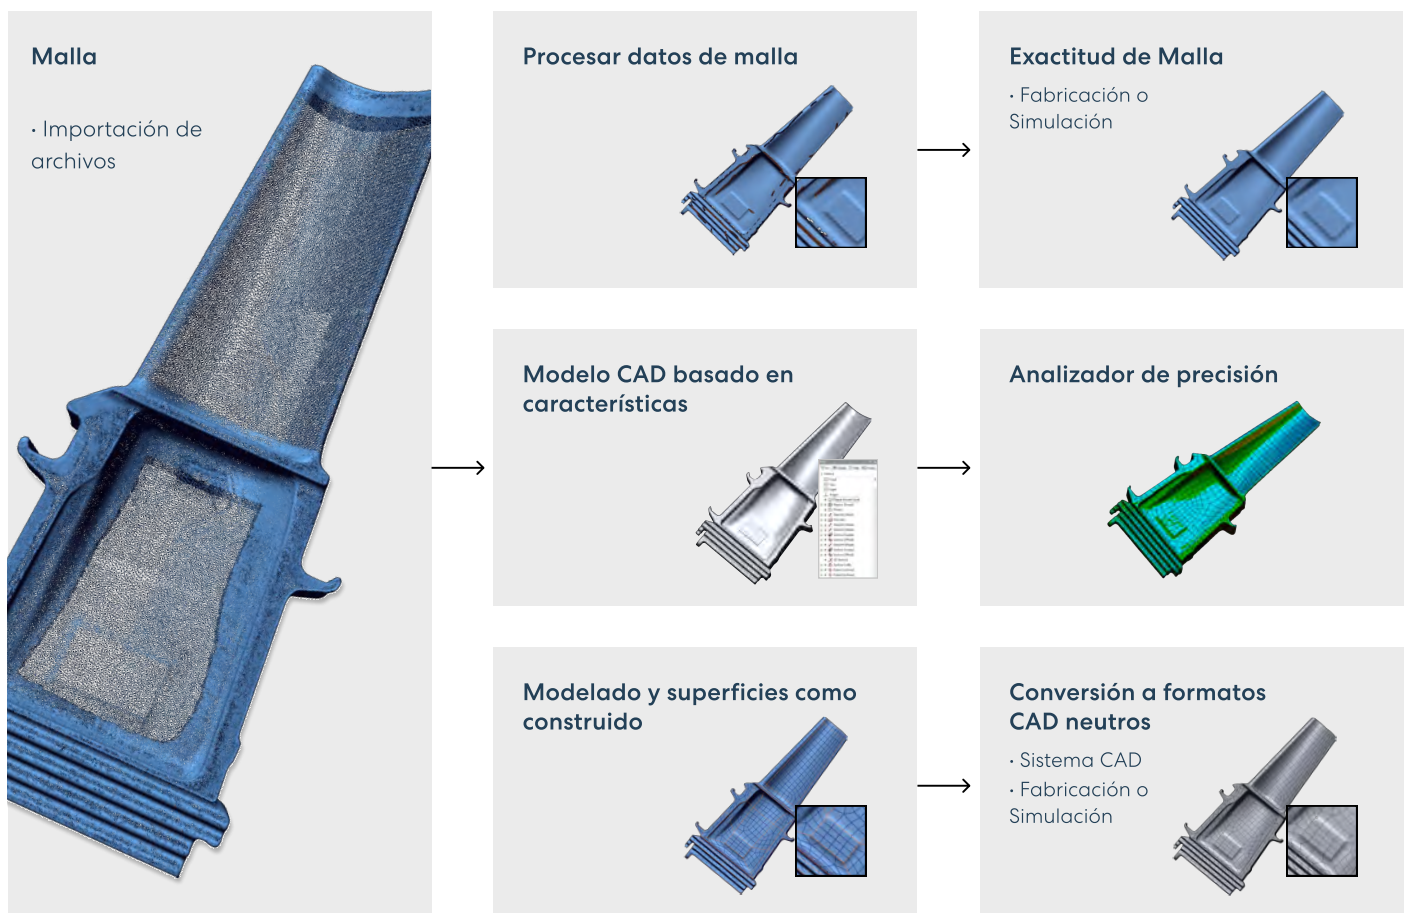 Malla
· Importación de
archivos
Procesar datos de malla
Exactitud de Malla
· Fabricación o
Simulación
Modelo CAD basado en
características
Analizador de precisión
Modelado y superficies como
construido
Conversión a formatos
CAD neutros
· Sistema CAD
· Fabricación o
Simulación